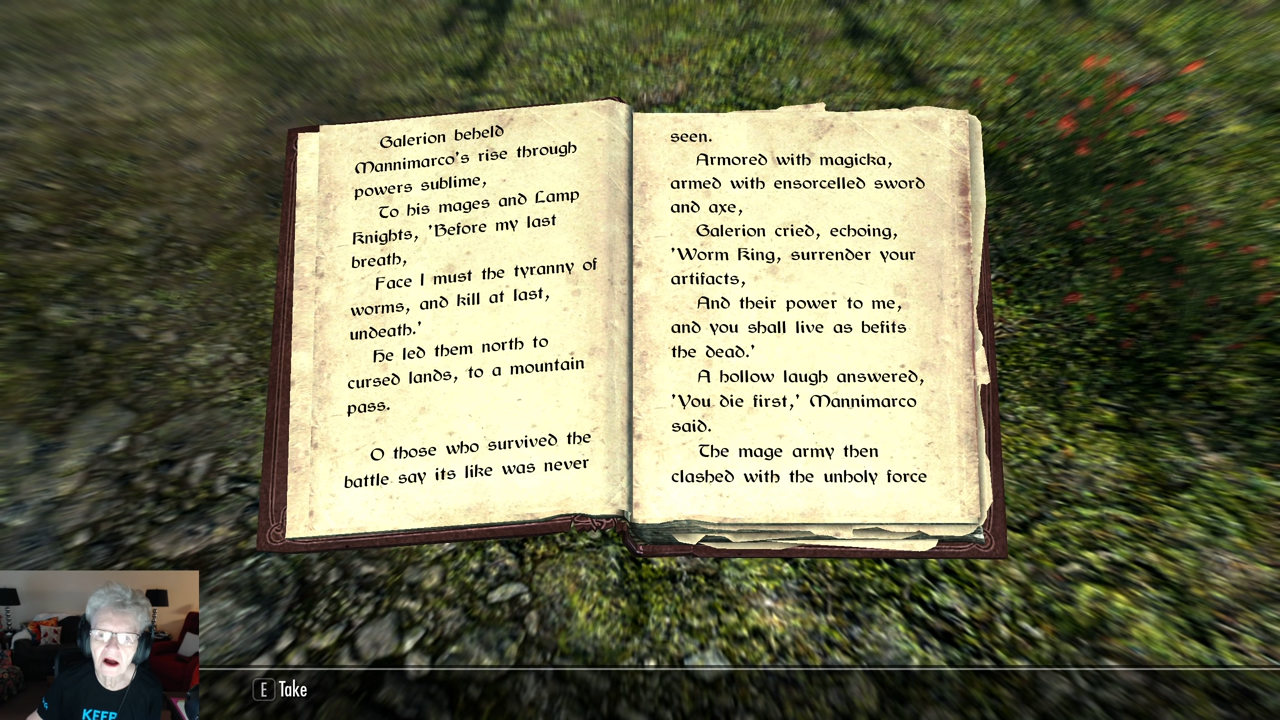 Galerion beheld
Mannimarco's rise through
powers sublime,
To his mages and Lamp
Knights, 'Before my last
breath,
Face I must the tyranny of
worms, and kill at last,
undeath.'
He led them north to
cursed lands, to a mountain
pass.
O those who survived the
battle say its like was never
seen.
Armored with magicka,
armed with ensorcelled sword
and axe,
Galerion cried, echoing,
'Worm King, surrender your
artifacts,
And their power to me,
and you shall live as befits
the dead.'
A hollow laugh answered,
'You die first,' Mannimarco
said.
The mage army then
clashed with the unholy force
E Take
KEEP